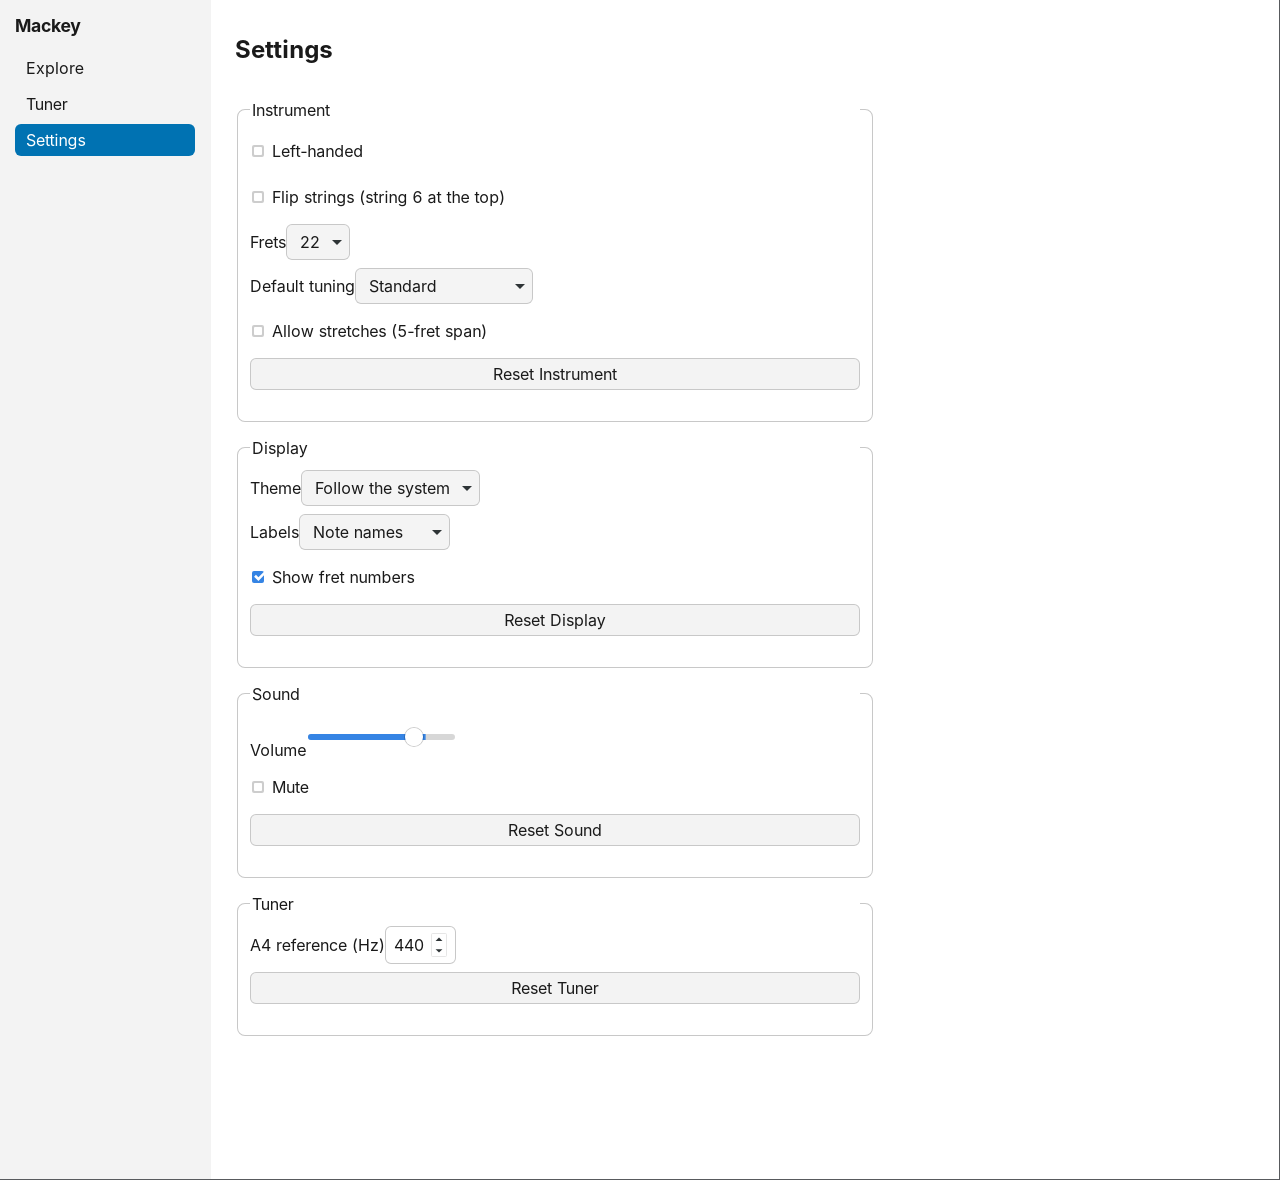 Mackey
Explore
Tuner
Settings
Settings
Instrument
Left-handed
Flip strings (string 6 at the top)
Frets 22
Default tuning Standard
Allow stretches (5-fret span)
Reset Instrument
Display
Theme Follow the system
Labels Note names
Show fret numbers
Reset Display
Sound
Volume
Mute
Reset Sound
Tuner
A4 reference (Hz) 440
Reset Tuner